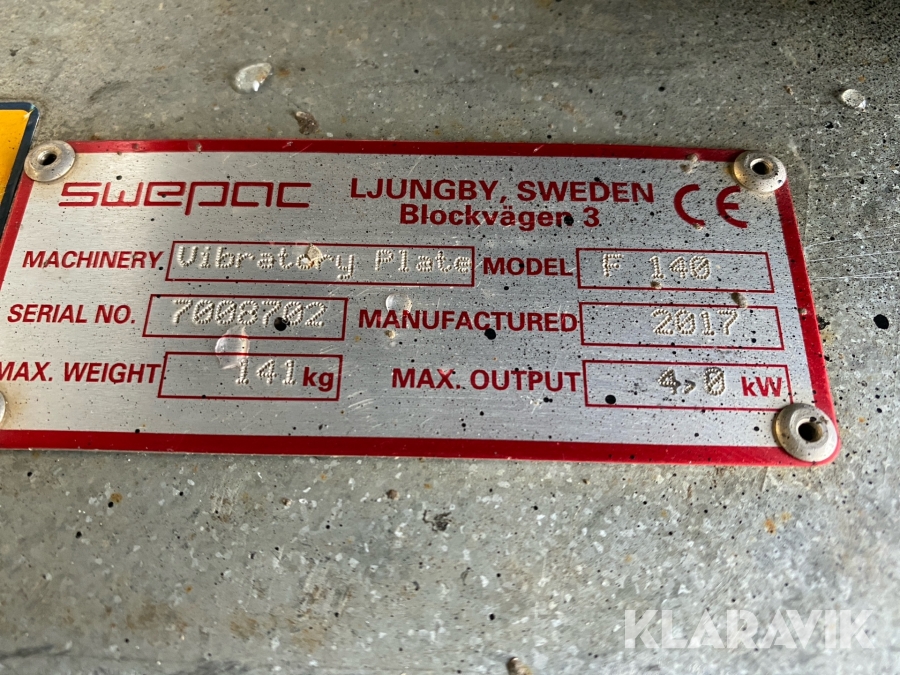 swepac LJUNGBY, SWEDEN CE
Blockvägen 3
MACHINERY Vibratory Plate MODEL F 140
SERIAL NO. 7008702 MANUFACTURED 2017
MAX. WEIGHT 141 kg MAX. OUTPUT 4,0 kW
KLARAVIK